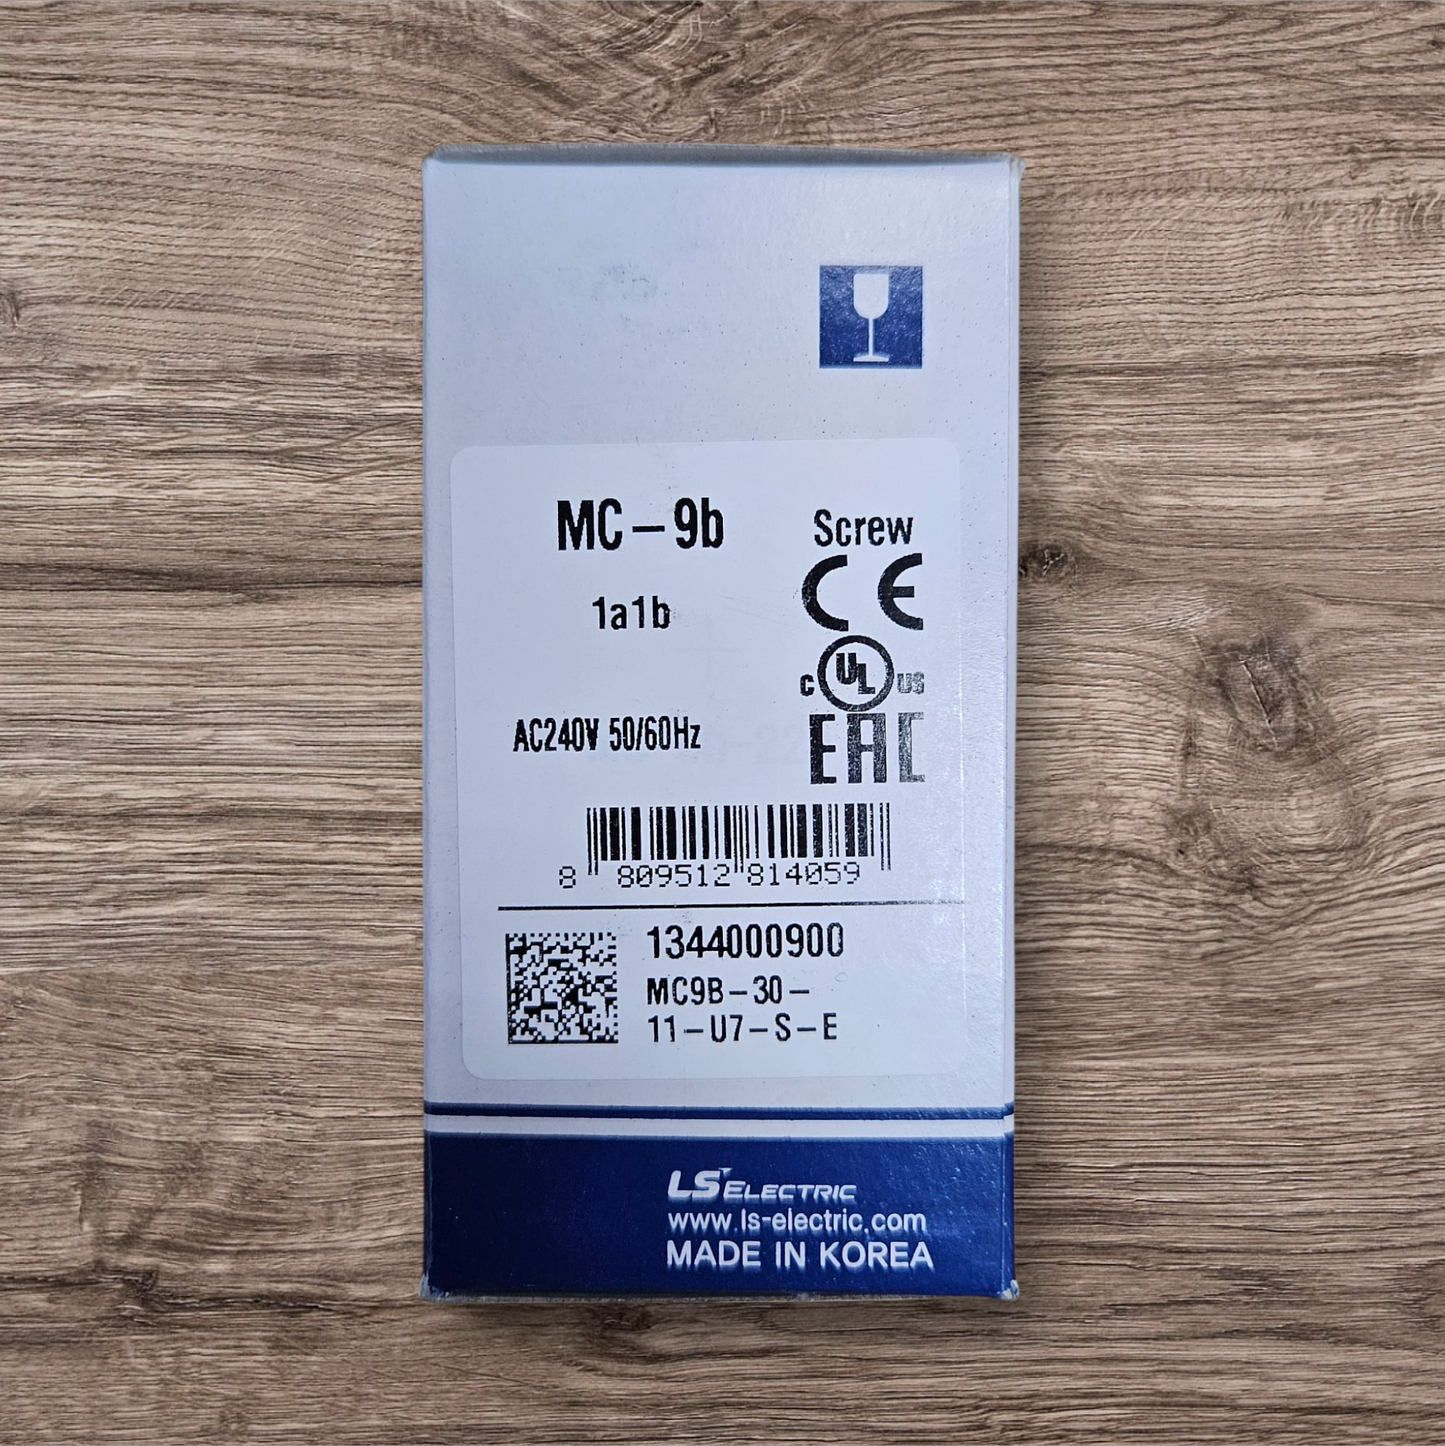 MC-9b
Screw
CE
1a1b
c UL us
AC240V 50/60Hz
EAC
8 809512 814059
1344000900
MC9B-30-
11-U7-S-E
LS ELECTRIC
www.ls-electric.com
MADE IN KOREA